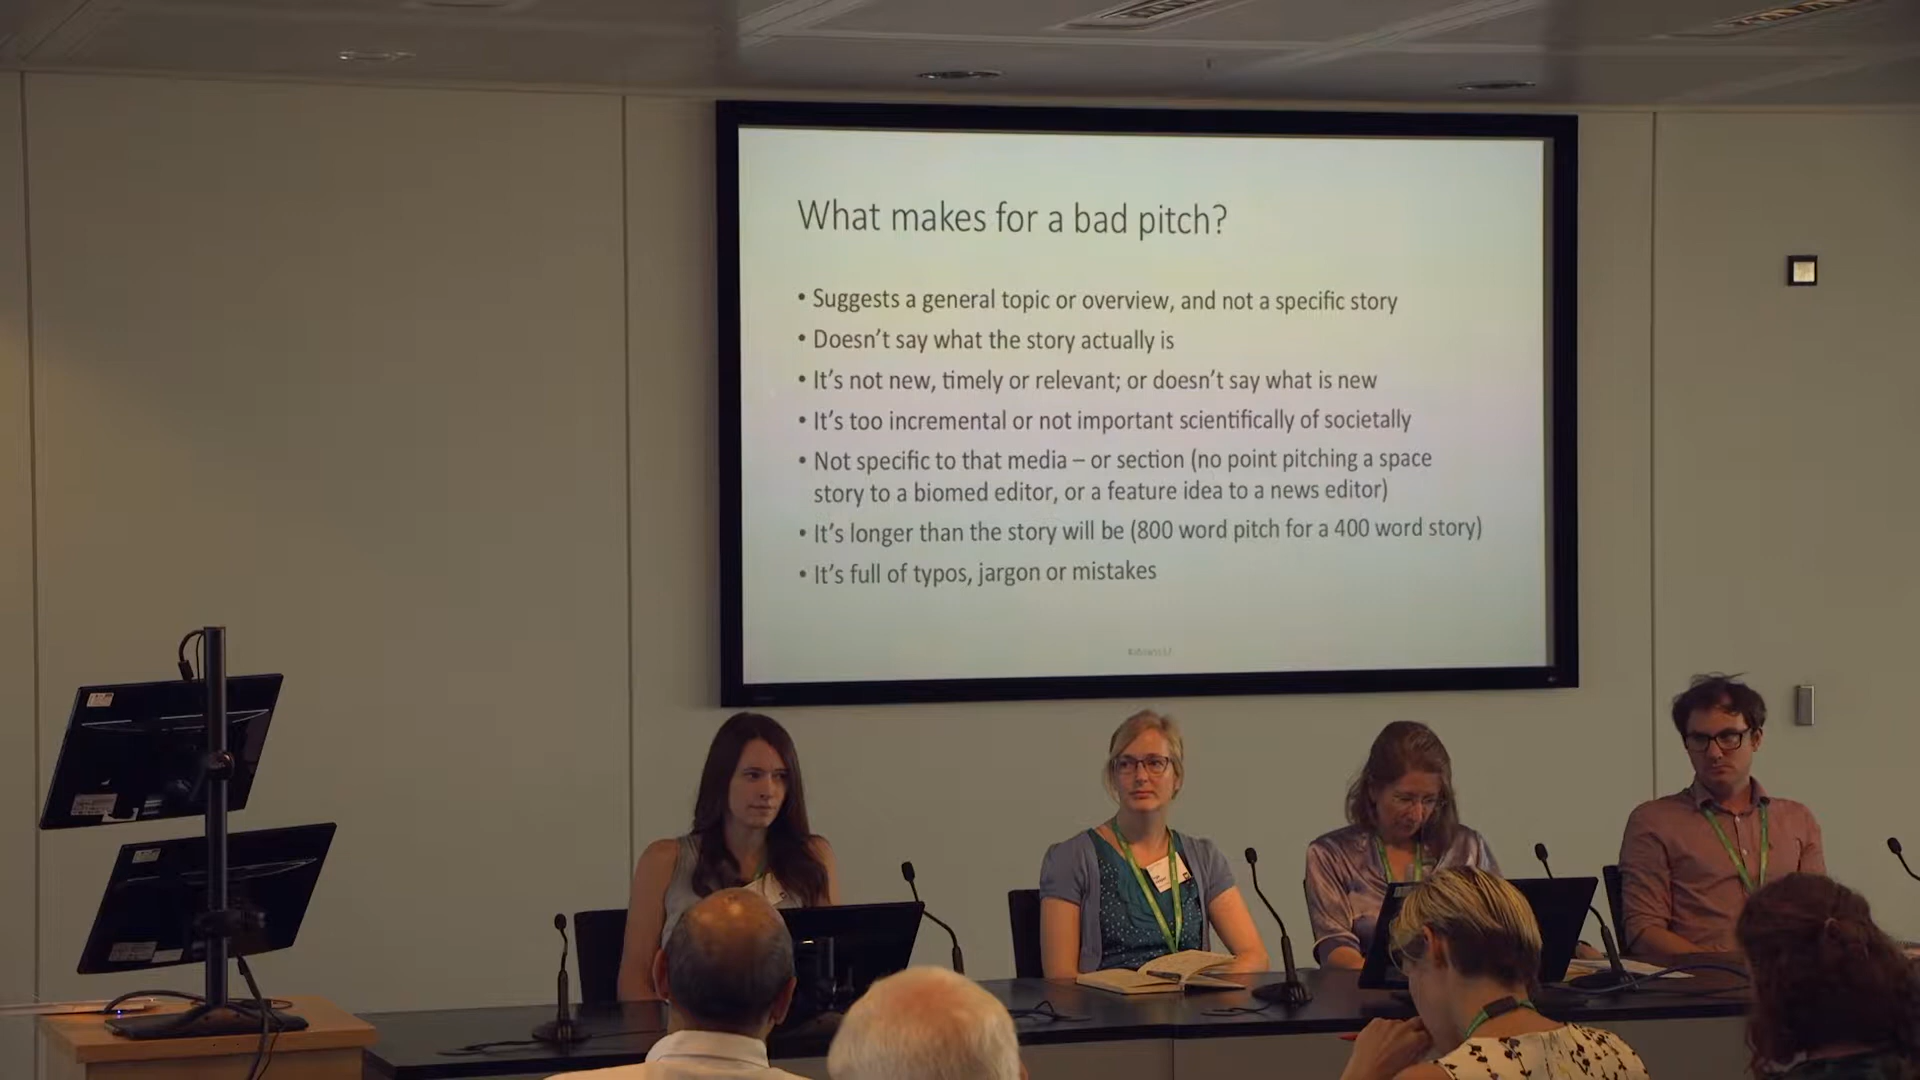 What makes for a bad pitch?
• Suggests a general topic or overview, and not a specific story
• Doesn't say what the story actually is
• It's not new, timely or relevant; or doesn't say what is new
• It's too incremental or not important scientifically of societally
• Not specific to that media – or section (no point pitching a space
story to a biomed editor, or a feature idea to a news editor)
• It's longer than the story will be (800 word pitch for a 400 word story)
• It's full of typos, jargon or mistakes